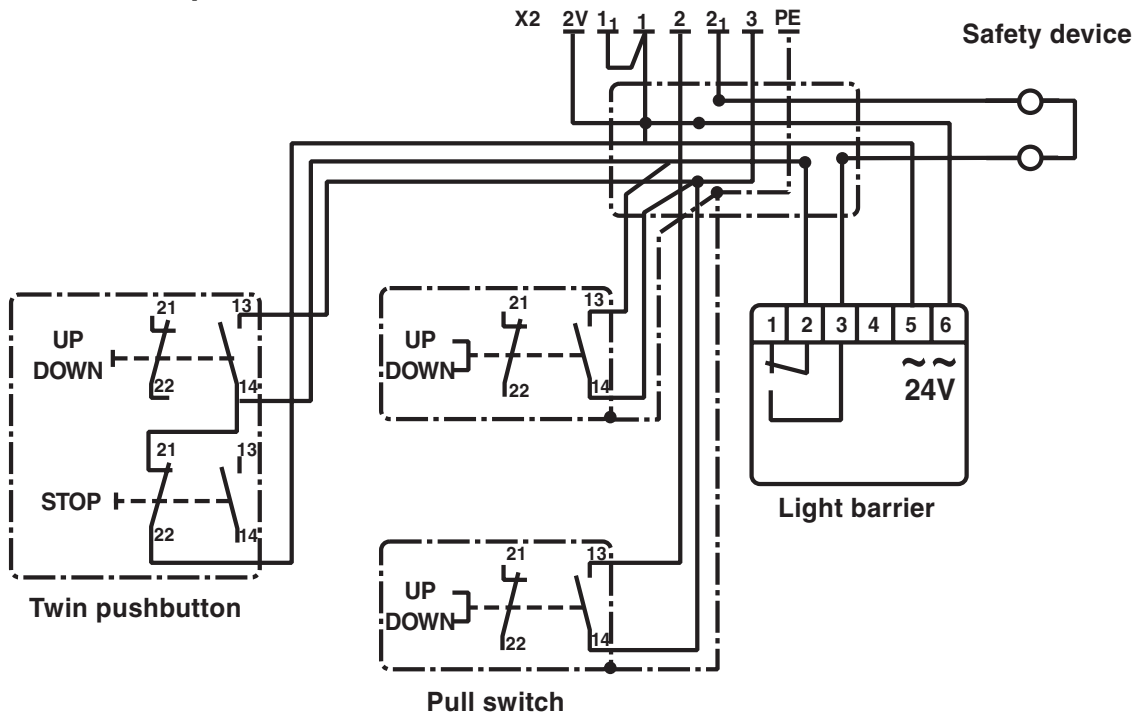 X2 2V 1₁ 1 2 2₁ 3 PE
Safety device
21 13
UP
DOWN
22 14
21 13
STOP
22 14
Twin pushbutton
21 13
UP
DOWN
22 14
21 13
UP
DOWN
22 14
Pull switch
1 2 3 4 5 6
~ ~
24V
Light barrier